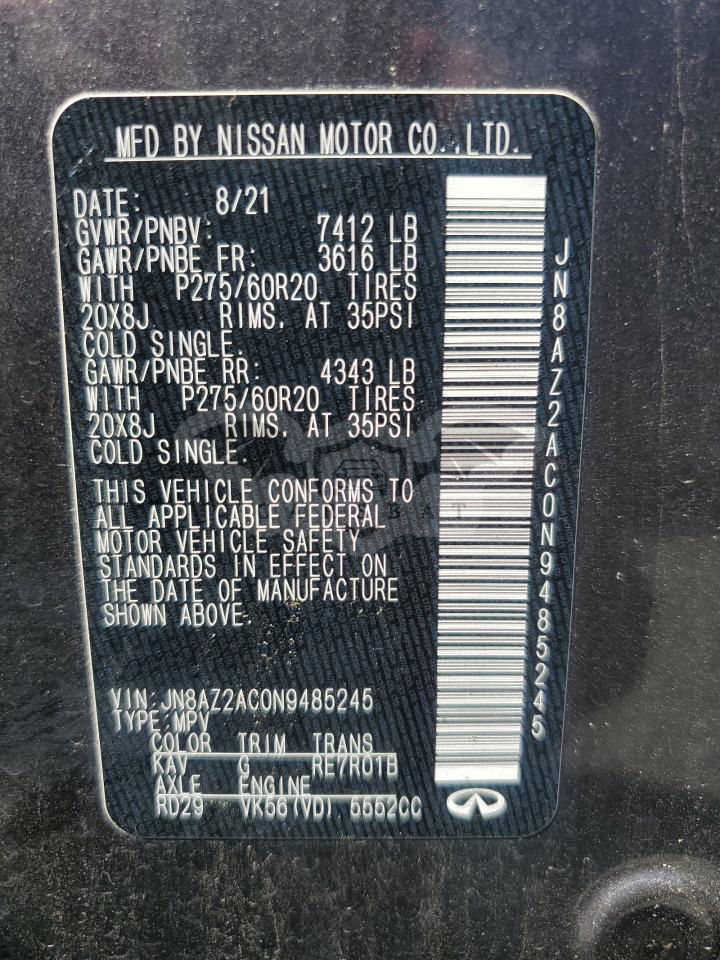 MFD BY NISSAN MOTOR CO.,LTD.
DATE: 8/21
GVWR/PNBV: 7412 LB
GAWR/PNBE FR: 3616 LB
WITH P275/60R20 TIRES
20X8J RIMS, AT 35PSI
COLD SINGLE.
GAWR/PNBE RR: 4343 LB
WITH P275/60R20 TIRES
20X8J RIMS, AT 35PSI
COLD SINGLE.
THIS VEHICLE CONFORMS TO
ALL APPLICABLE FEDERAL
MOTOR VEHICLE SAFETY
STANDARDS IN EFFECT ON
THE DATE OF MANUFACTURE
SHOWN ABOVE.
VIN:JN8AZ2AC0N9485245
TYPE:MPV
COLOR TRIM TRANS
KAV G RE7R01B
AXLE ENGINE
RD29 VK56(VD) 5552CC
JN8AZ2AC0N9485245